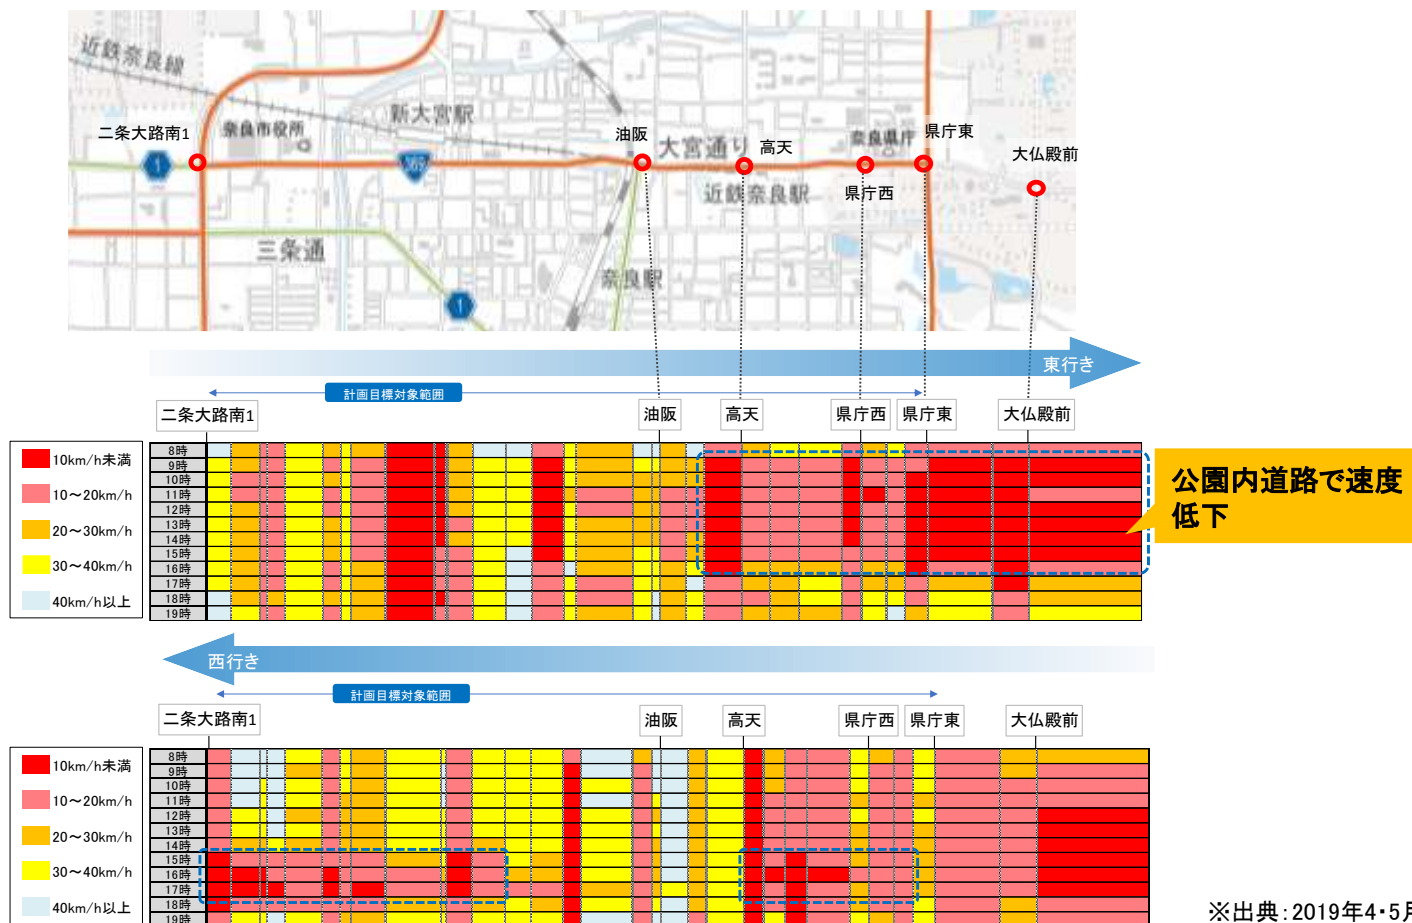 近鉄奈良線
新大宮駅
二条大路南1
奈良市役所
油阪
大宮通り
高天
奈良県庁
県庁東
大仏殿前
1
369
近鉄奈良駅
県庁西
三条通
奈良駅
1
東行き
計画目標対象範囲
二条大路南1
油阪
高天
県庁西
県庁東
大仏殿前
10km/h未満
10~20km/h
20~30km/h
30~40km/h
40km/h以上
8時
9時
10時
11時
12時
13時
14時
15時
16時
17時
18時
19時
公園内道路で速度
低下
西行き
計画目標対象範囲
二条大路南1
油阪
高天
県庁西
県庁東
大仏殿前
10km/h未満
10~20km/h
20~30km/h
30~40km/h
40km/h以上
8時
9時
10時
11時
12時
13時
14時
15時
16時
17時
18時
19時
※出典:2019年4・5月